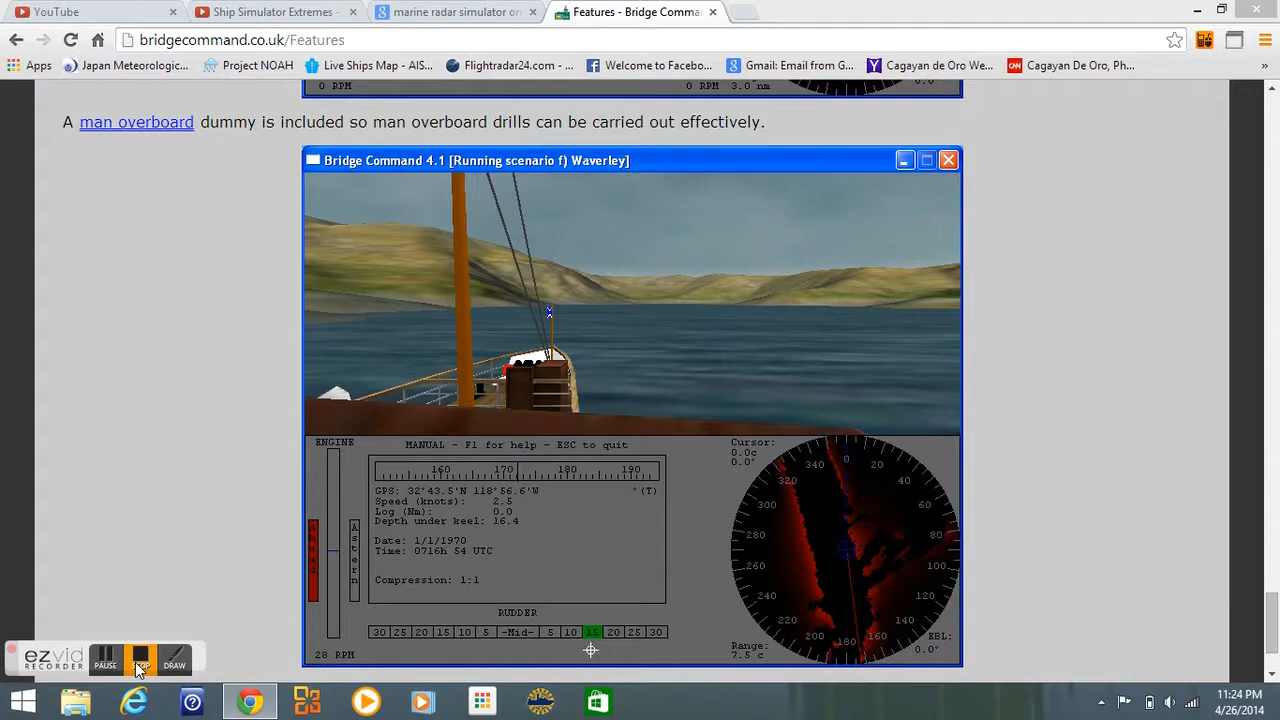 YouTube
Ship Simulator Extremes -
marine radar simulator on
Features - Bridge Comma
bridgecommand.co.uk/Features
Apps
Japan Meteorologic...
Project NOAH
Live Ships Map - AIS...
Flightradar24.com - ...
Welcome to Facebo...
Gmail: Email from G...
Cagayan de Oro We...
Cagayan De Oro, Ph...
0 RPM
0 RPM 3.0 nm
A man overboard dummy is included so man overboard drills can be carried out effectively.
Bridge Command 4.1 [Running scenario f) Waverley]
ENGINE
MANUAL - F1 for help - ESC to quit
160 170 180 190
GPS: 32°43.5'N 118°56.6'W °(T)
Speed (knots): 2.5
Log (Nm): 0.0
Depth under keel: 16.4
Date: 1/1/1970
Time: 0716h 54 UTC
Compression: 1:1
Ahead
Astern
RUDDER
30 25 20 15 10 5 -Mid- 5 10 15 20 25 30
28 RPM
Cursor:
0.0c
0.0°
0 20 40 60 80 100 120 160 180 200 220 240 260 280 300 320 340
Range:
7.5 c
EBL:
0.0°
ezvid
RECORDER
PAUSE
STOP
DRAW
11:24 PM
4/26/2014